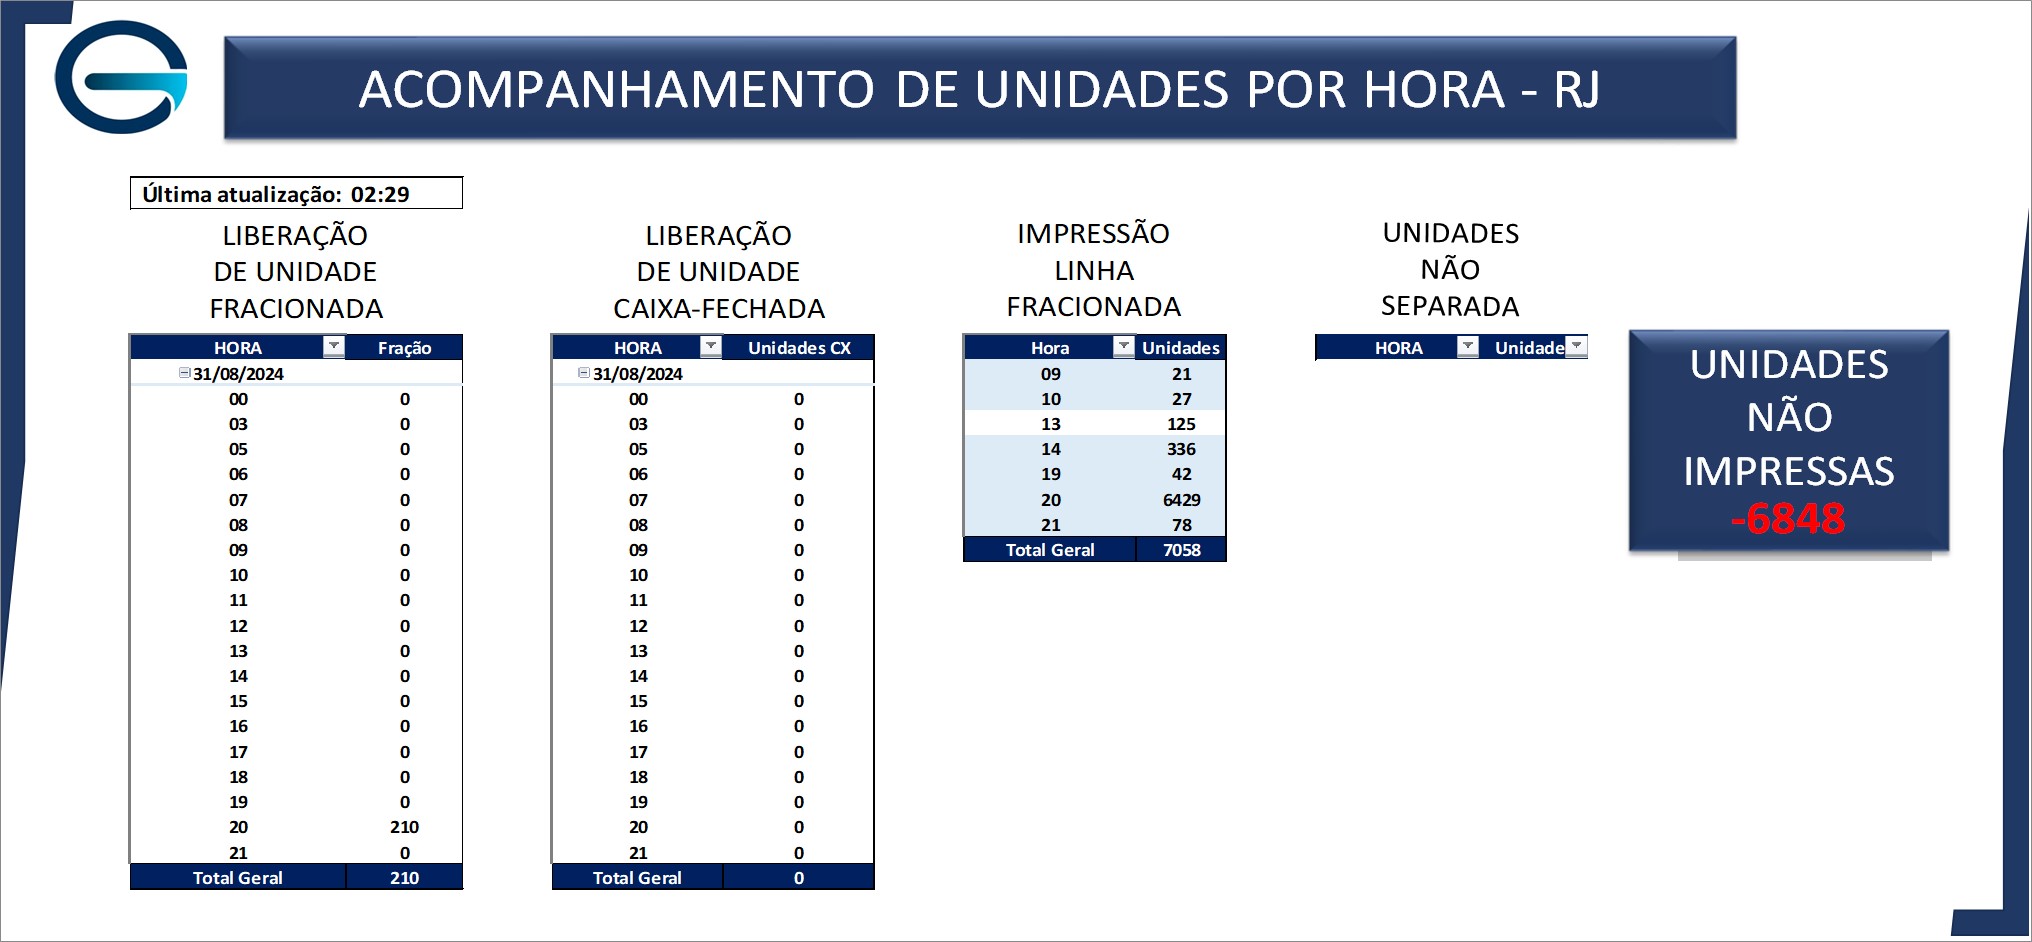 ACOMPANHAMENTO DE UNIDADES POR HORA - RJ
Última atualização: 02:29
LIBERAÇÃO
DE UNIDADE
FRACIONADA
HORA Fração
31/08/2024
00 0
03 0
05 0
06 0
07 0
08 0
09 0
10 0
11 0
12 0
13 0
14 0
15 0
16 0
17 0
18 0
19 0
20 210
21 0
Total Geral 210
LIBERAÇÃO
DE UNIDADE
CAIXA-FECHADA
HORA Unidades CX
31/08/2024
00 0
03 0
05 0
06 0
07 0
08 0
09 0
10 0
11 0
12 0
13 0
14 0
15 0
16 0
17 0
18 0
19 0
20 0
21 0
Total Geral 0
IMPRESSÃO
LINHA
FRACIONADA
Hora Unidades
09 21
10 27
13 125
14 336
19 42
20 6429
21 78
Total Geral 7058
UNIDADES
NÃO
SEPARADA
HORA Unidade
UNIDADES
NÃO
IMPRESSAS
-6848